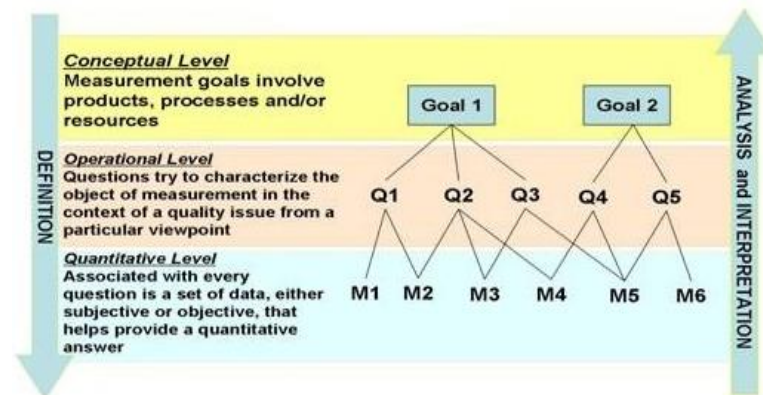 Conceptual Level
Measurement goals involve
products, processes and/or
resources
Goal 1
Goal 2
DEFINITION
ANALYSIS and INTERPRETATION
Operational Level
Questions try to characterize the
object of measurement in the
context of a quality issue from a
particular viewpoint
Q1 Q2 Q3 Q4 Q5
Quantitative Level
Associated with every
question is a set of data, either
subjective or objective, that
helps provide a quantitative
answer
M1 M2 M3 M4 M5 M6